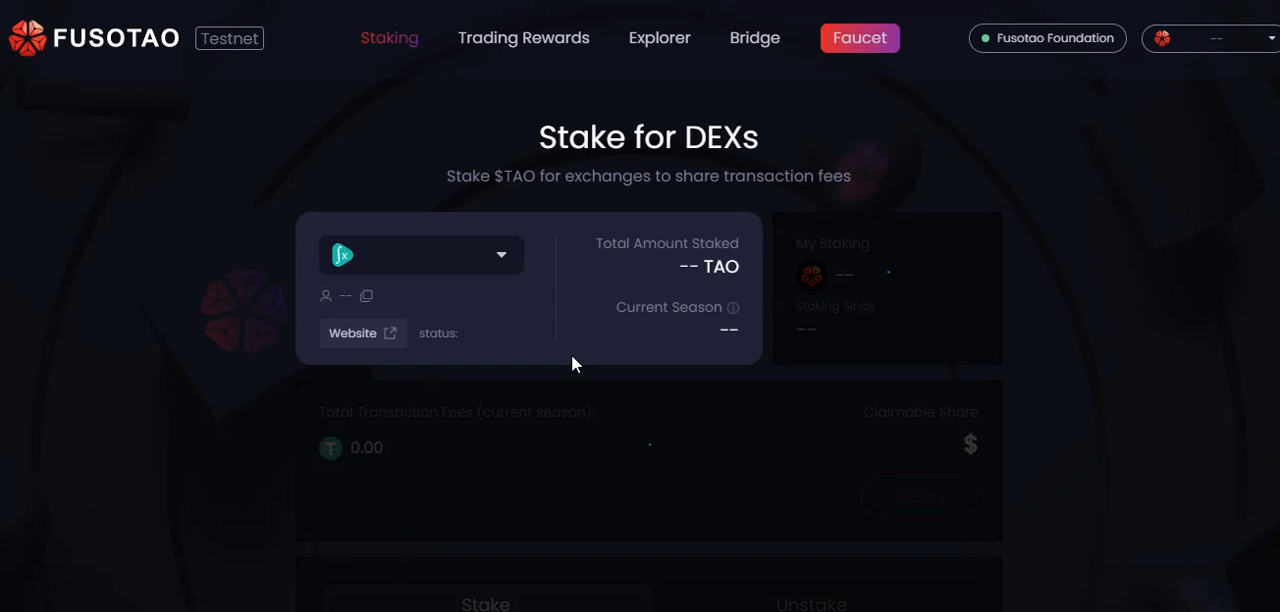 FUSOTAO Testnet Staking Trading Rewards Explorer Bridge Faucet Fusotao Foundation --
Stake for DEXs
Stake $TAO for exchanges to share transaction fees
Total Amount Staked
-- TAO
--
Current Season
--
Website status:
My Staking
--
Staking Since
--
Total Transaction Fees (current season):
Claimable Share
0.00
$
Stake Unstake